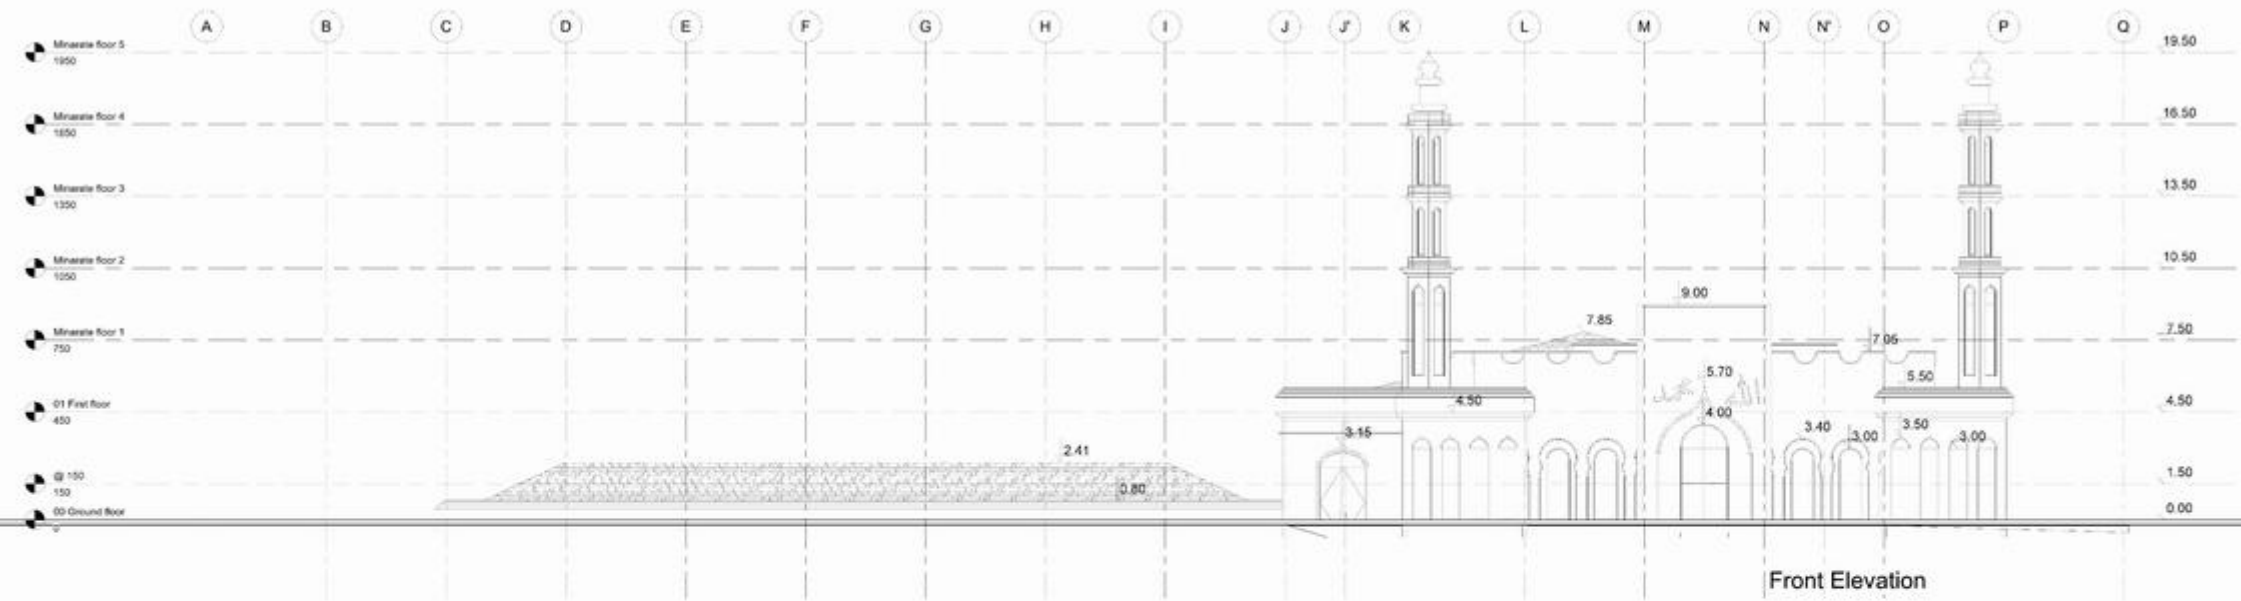 A B C D E F G H I J J' K L M N N' O P Q
Minarate floor 5 19.50
1950
Minarate floor 4 16.50
1650
Minarate floor 3 13.50
1350
Minarate floor 2 10.50
1050
9.00
7.85
Minarate floor 1 7.50
750
7.05
5.70
5.50
محمد الله
01 First floor 4.50 4.50
450
4.00
3.15 3.40 3.00 3.50 3.00
2.41
@ 150 1.50
150
0.80
00 Ground floor 0.00
0
Front Elevation